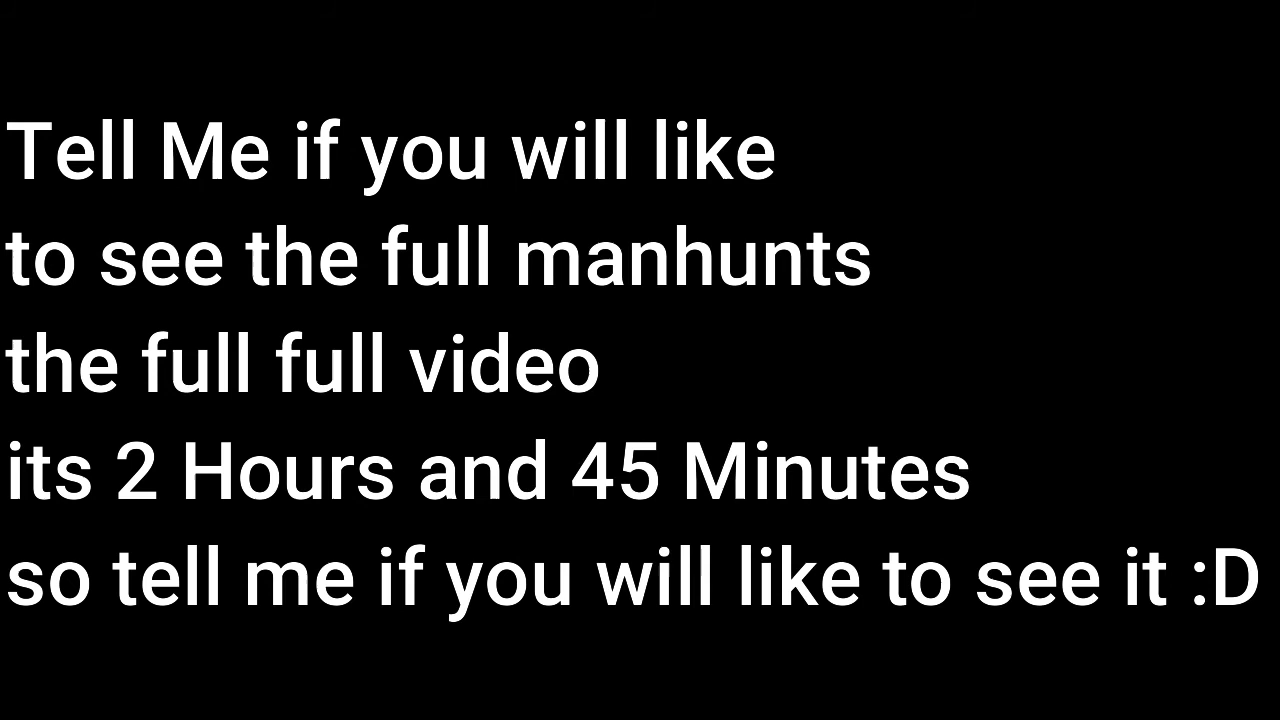 Tell Me if you will like
to see the full manhunts
the full full video
its 2 Hours and 45 Minutes
so tell me if you will like to see it :D